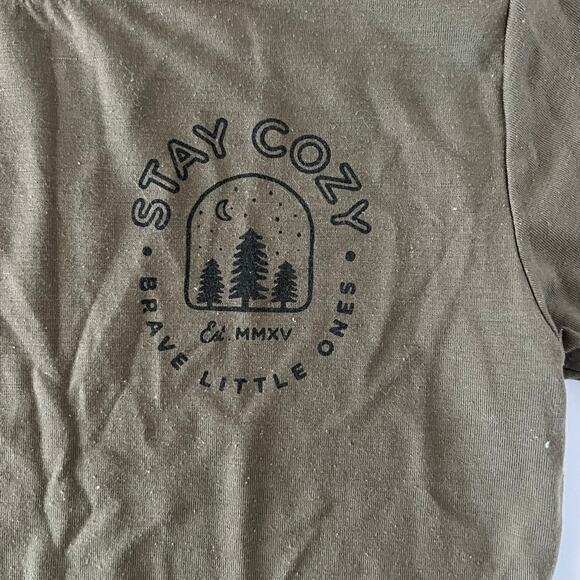 STAY COZY
Est. MMXV
• BRAVE LITTLE ONES •